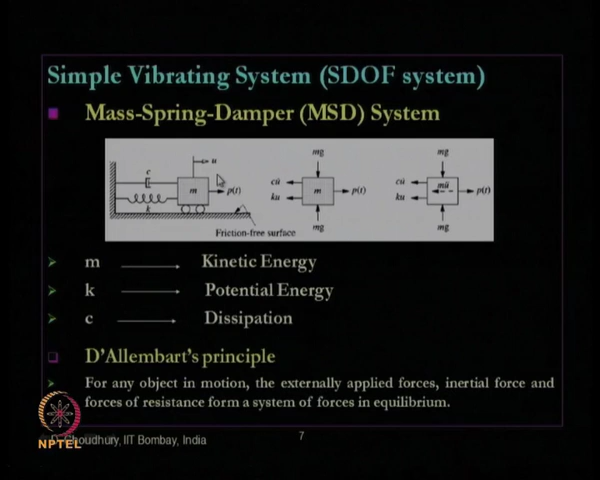 Simple Vibrating System (SDOF system)
Mass-Spring-Damper (MSD) System
c
u
m
p(t)
k
Friction-free surface
mg
cu̇
ku
m
p(t)
mg
mg
cu̇
ku
mü
p(t)
mg
m Kinetic Energy
k Potential Energy
c Dissipation
D'Allembart's principle
For any object in motion, the externally applied forces, inertial force and
forces of resistance form a system of forces in equilibrium.
NPTEL
Choudhury, IIT Bombay, India
7